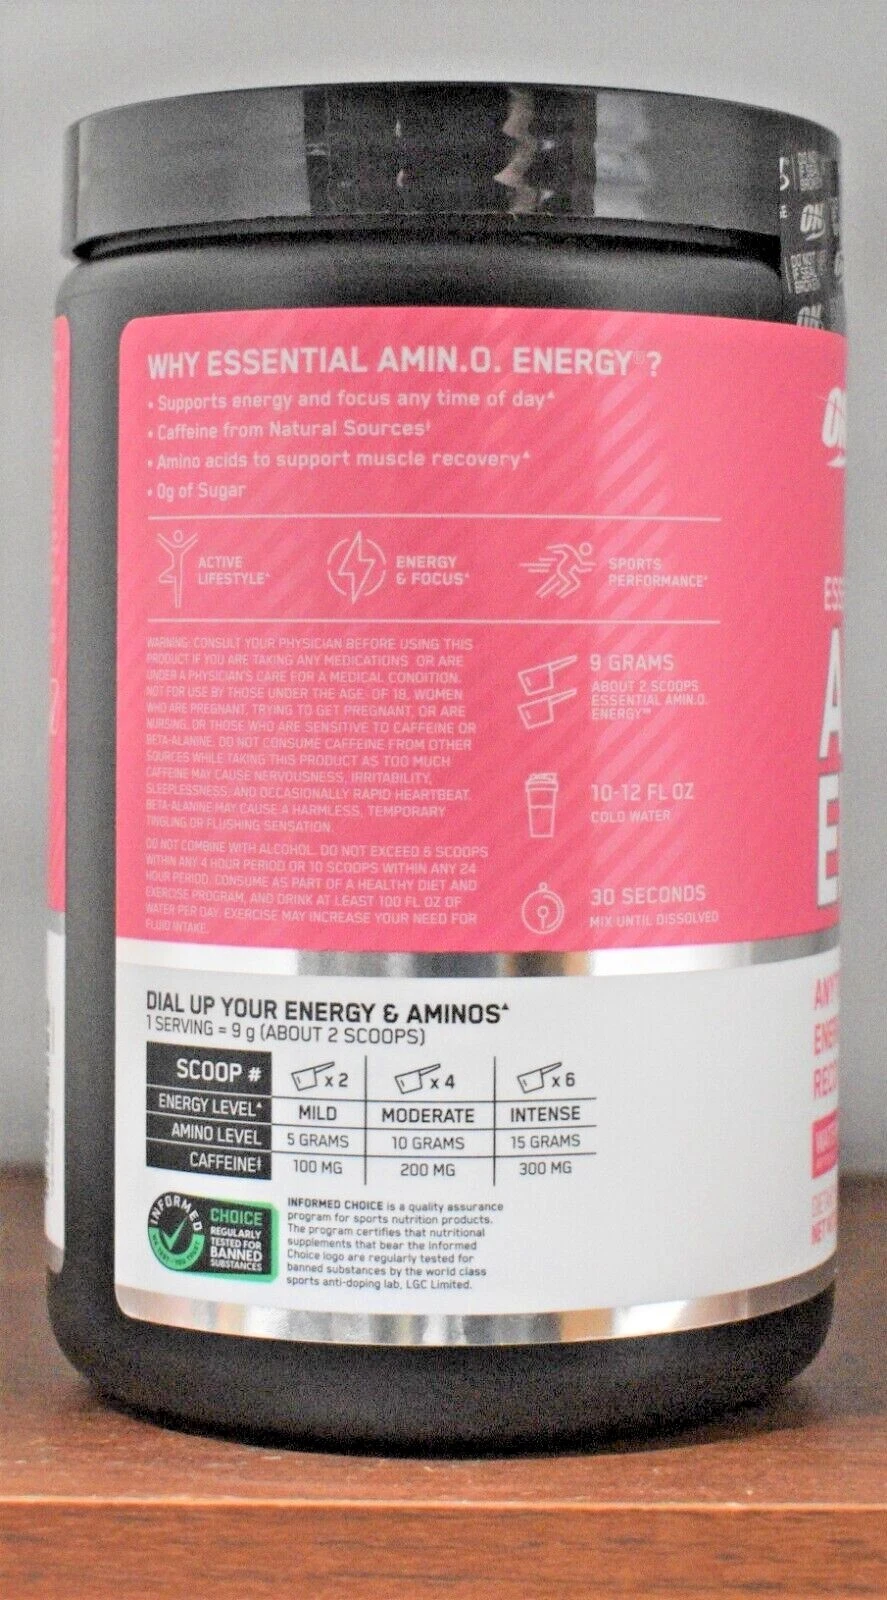 ON
WHY ESSENTIAL AMIN.O. ENERGY®?
• Supports energy and focus any time of day▲
• Caffeine from Natural Sources†
• Amino acids to support muscle recovery▲
• 0g of Sugar
ACTIVE
LIFESTYLE▲
ENERGY
& FOCUS▲
SPORTS
PERFORMANCE▲
WARNING: CONSULT YOUR PHYSICIAN BEFORE USING THIS
PRODUCT IF YOU ARE TAKING ANY MEDICATIONS OR ARE
UNDER A PHYSICIAN'S CARE FOR A MEDICAL CONDITION.
NOT FOR USE BY THOSE UNDER THE AGE OF 18, WOMEN
WHO ARE PREGNANT, TRYING TO GET PREGNANT, OR ARE
NURSING, OR THOSE WHO ARE SENSITIVE TO CAFFEINE OR
BETA-ALANINE. DO NOT CONSUME CAFFEINE FROM OTHER
SOURCES WHILE TAKING THIS PRODUCT AS TOO MUCH
CAFFEINE MAY CAUSE NERVOUSNESS, IRRITABILITY,
SLEEPLESSNESS, AND OCCASIONALLY RAPID HEARTBEAT.
BETA-ALANINE MAY CAUSE A HARMLESS, TEMPORARY
TINGLING OR FLUSHING SENSATION.
DO NOT COMBINE WITH ALCOHOL. DO NOT EXCEED 6 SCOOPS
WITHIN ANY 4 HOUR PERIOD OR 10 SCOOPS WITHIN ANY 24
HOUR PERIOD. CONSUME AS PART OF A HEALTHY DIET AND
EXERCISE PROGRAM, AND DRINK AT LEAST 100 FL OZ OF
WATER PER DAY. EXERCISE MAY INCREASE YOUR NEED FOR
FLUID INTAKE.
9 GRAMS
ABOUT 2 SCOOPS
ESSENTIAL AMIN.O.
ENERGY™
10-12 FL OZ
COLD WATER
30 SECONDS
MIX UNTIL DISSOLVED
DIAL UP YOUR ENERGY & AMINOS▲
1 SERVING = 9 g (ABOUT 2 SCOOPS)
SCOOP # x 2 x 4 x 6
ENERGY LEVEL▲ MILD MODERATE INTENSE
AMINO LEVEL 5 GRAMS 10 GRAMS 15 GRAMS
CAFFEINE† 100 MG 200 MG 300 MG
INFORMED
WE TEST • YOU TRUST
CHOICE
REGULARLY
TESTED FOR
BANNED
SUBSTANCES
INFORMED CHOICE is a quality assurance
program for sports nutrition products.
The program certifies that nutritional
supplements that bear the Informed
Choice logo are regularly tested for
banned substances by the world class
sports anti-doping lab, LGC Limited.